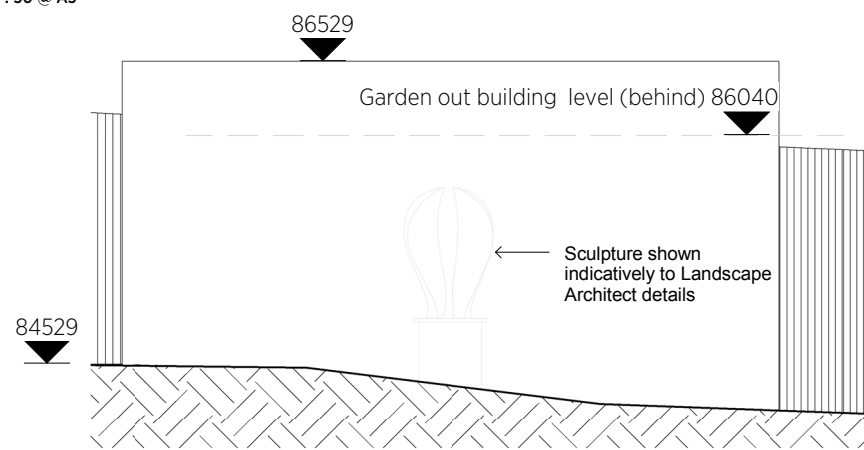 86529
Garden out building level (behind) 86040
Sculpture shown
indicatively to Landscape
Architect details
84529